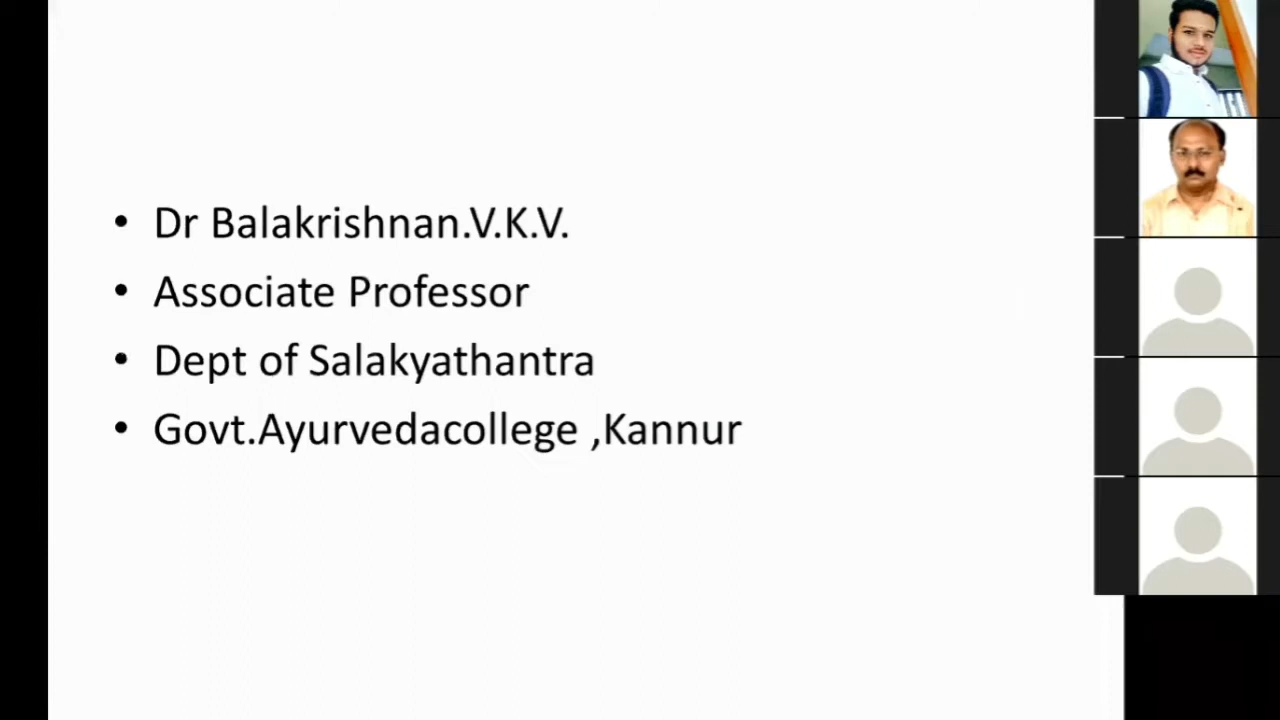 • Dr Balakrishnan.V.K.V.
• Associate Professor
• Dept of Salakyathantra
• Govt.Ayurvedacollege ,Kannur